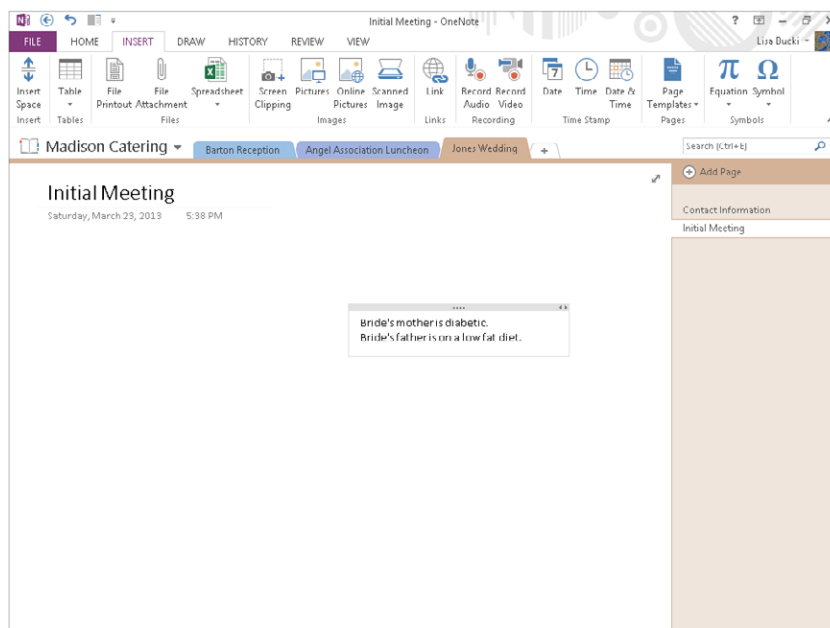 Initial Meeting - OneNote
?
FILE HOME INSERT DRAW HISTORY REVIEW VIEW
Lisa Bucki
Insert Space
Table
File Printout
File Attachment
Spreadsheet
Screen Clipping
Pictures
Online Pictures
Scanned Image
Link
Record Audio
Record Video
Date
Time
Date & Time
Page Templates
π Equation
Ω Symbol
Insert Tables Files Images Links Recording Time Stamp Pages Symbols
Madison Catering
Barton Reception
Angel Association Luncheon
Jones Wedding
+
Search (Ctrl+E)
Add Page
Contact Information
Initial Meeting
Initial Meeting
Saturday, March 23, 2013 5:38 PM
Bride's mother is diabetic.
Bride's father is on a low fat diet.